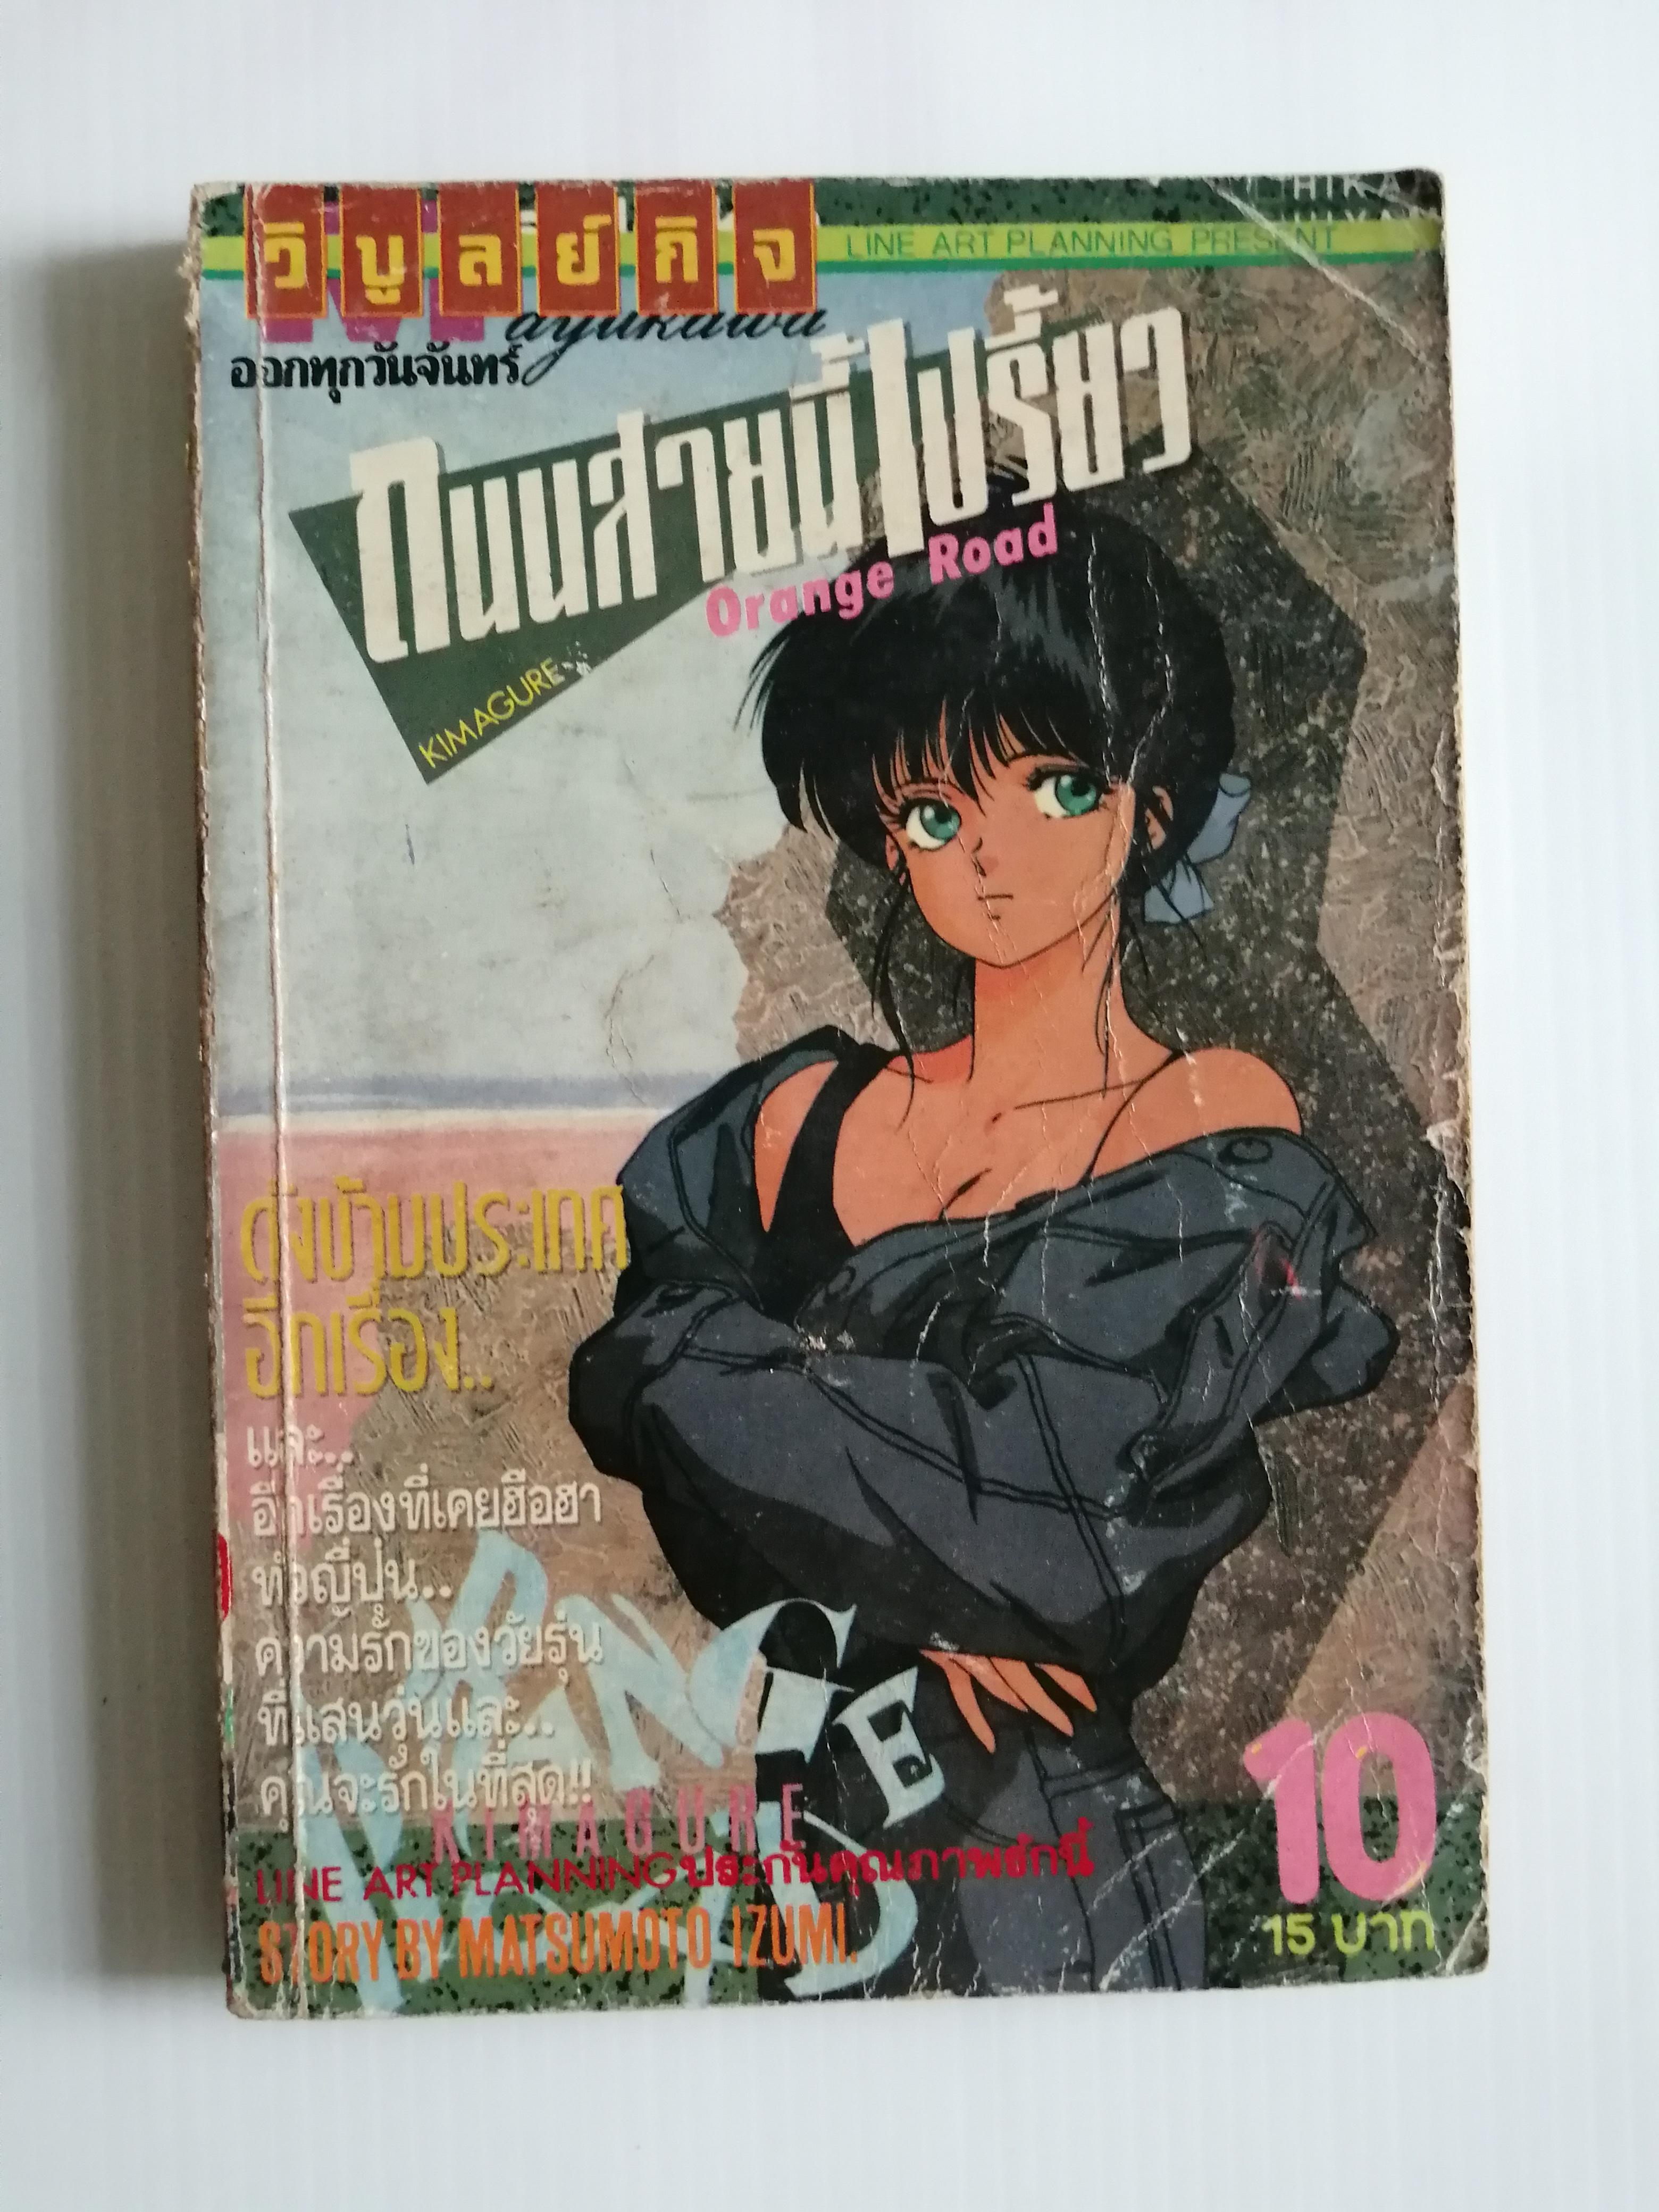 HIKA
วิบูลย์กิจ
LINE ART PLANNING PRESENT
ayukawa
ออกทุกวันจันทร์
ถนนสายนี้เปรี้ยว
Orange Road
KIMAGURE
ดังข้ามประเทศ
อีกเรื่อง..
และ..
อีกเรื่องที่เคยฮือฮา
ทั่วญี่ปุ่น..
ความรักของวัยรุ่น
ที่แสนวุ่นและ..
คุณจะรักในที่สุด!!
ORANGE
ROAD
KIMAGURE
LINE ART PLANNING ประกันคุณภาพอีกนี้
STORY BY MATSUMOTO IZUMI.
10
15 บาท